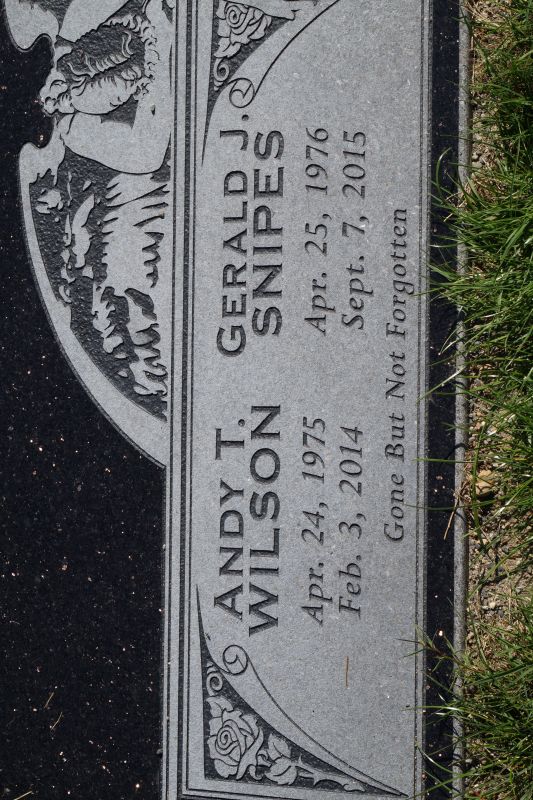 ANDY T.
WILSON
Apr. 24, 1975
Feb. 3, 2014
GERALD J.
SNIPES
Apr. 25, 1976
Sept. 7, 2015
Gone But Not Forgotten